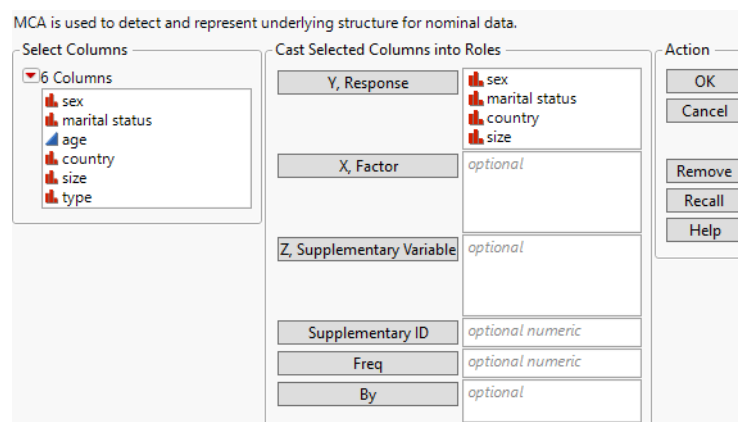 MCA is used to detect and represent underlying structure for nominal data.
Select Columns
6 Columns
sex
marital status
age
country
size
type
Cast Selected Columns into Roles
Y, Response
sex
marital status
country
size
X, Factor
optional
Z, Supplementary Variable
optional
Supplementary ID
optional numeric
Freq
optional numeric
By
optional
Action
OK
Cancel
Remove
Recall
Help